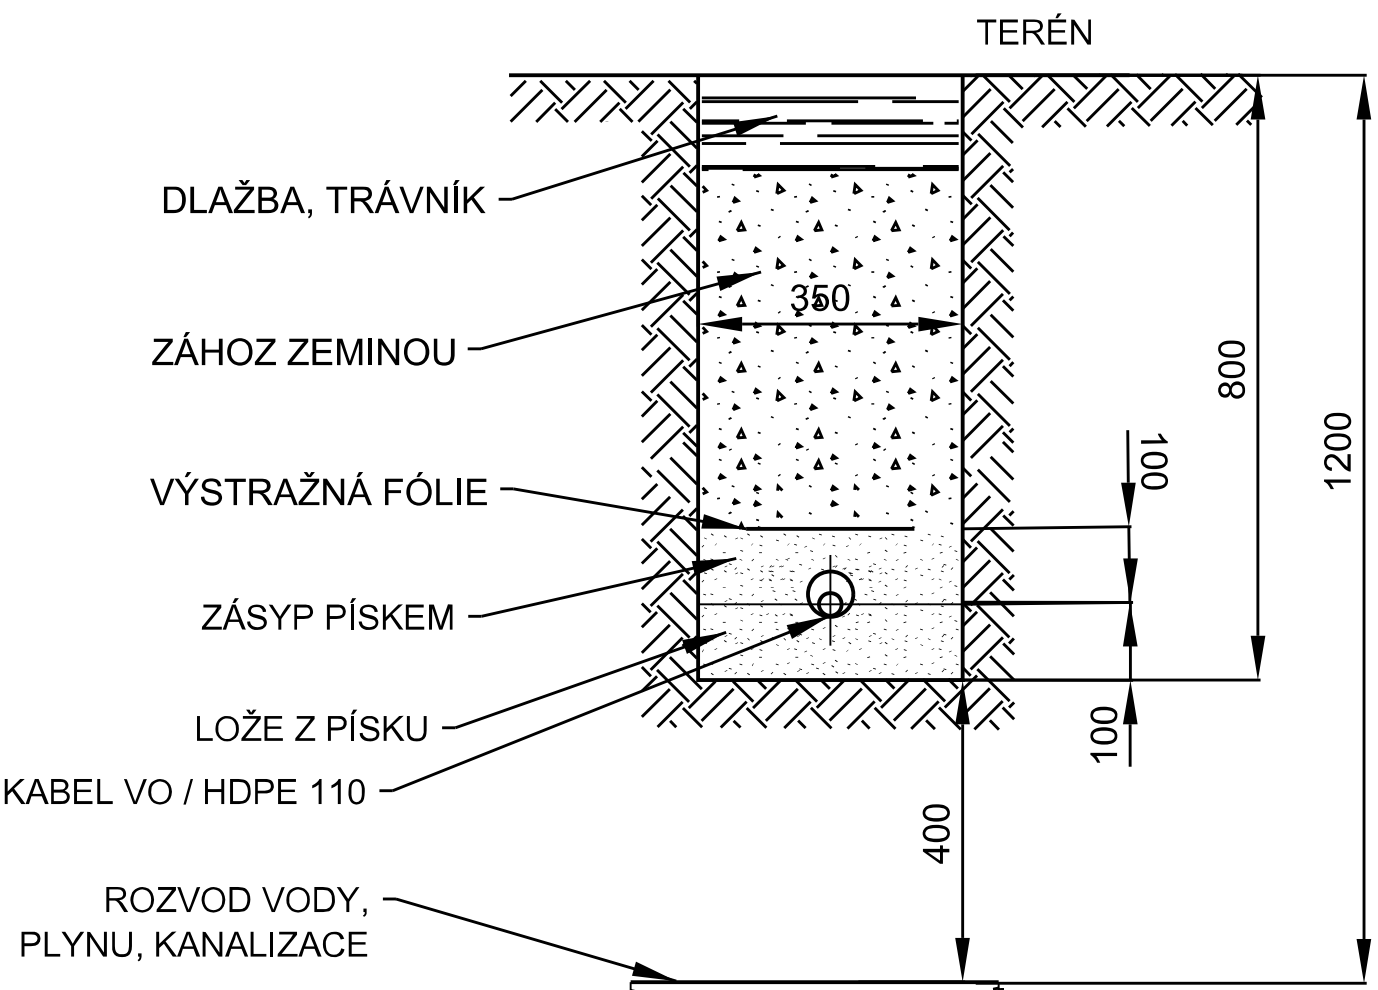 TERÉN
DLAŽBA, TRÁVNÍK
ZÁHOZ ZEMINOU
350
800
1200
100
VÝSTRAŽNÁ FÓLIE
ZÁSYP PÍSKEM
LOŽE Z PÍSKU
100
KABEL VO / HDPE 110
400
ROZVOD VODY,
PLYNU, KANALIZACE